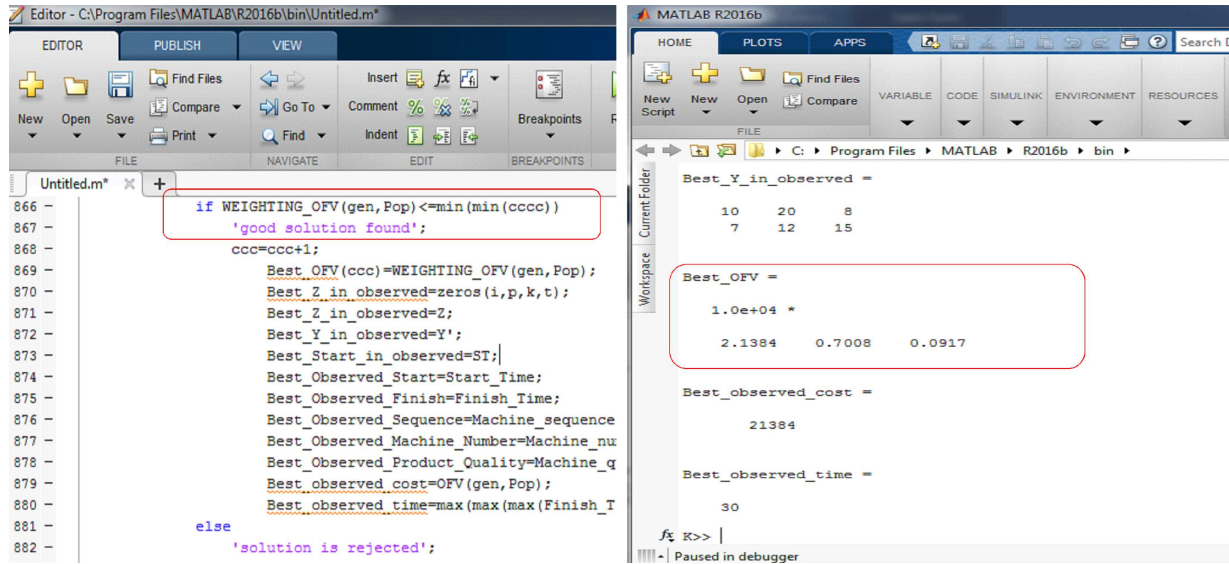 Editor - C:\Program Files\MATLAB\R2016b\bin\Untitled.m*
EDITOR PUBLISH VIEW
New Open Save
Find Files
Compare
Print
Go To
Find
Insert
Comment
Indent
Breakpoints
FILE NAVIGATE EDIT BREAKPOINTS
Untitled.m*
866 – if WEIGHTING_OFV(gen,Pop)<=min(min(cccc))
867 – 'good solution found';
868 – ccc=ccc+1;
869 – Best_OFV(ccc)=WEIGHTING_OFV(gen,Pop);
870 – Best_Z_in_observed=zeros(i,p,k,t);
871 – Best_Z_in_observed=Z;
872 – Best_Y_in_observed=Y';
873 – Best_Start_in_observed=ST;
874 – Best_Observed_Start=Start_Time;
875 – Best_Observed_Finish=Finish_Time;
876 – Best_Observed_Sequence=Machine_sequence
877 – Best_Observed_Machine_Number=Machine_nu
878 – Best_Observed_Product_Quality=Machine_q
879 – Best_observed_cost=OFV(gen,Pop);
880 – Best_observed_time=max(max(max(Finish_T
881 – else
882 – 'solution is rejected';
MATLAB R2016b
HOME PLOTS APPS
Search D
New Script
New
Open
Find Files
Compare
VARIABLE CODE SIMULINK ENVIRONMENT RESOURCES
FILE
C: Program Files MATLAB R2016b bin
Current Folder
Workspace
Best_Y_in_observed =
10 20 8
7 12 15
Best_OFV =
1.0e+04 *
2.1384 0.7008 0.0917
Best_observed_cost =
21384
Best_observed_time =
30
fx K>>
Paused in debugger